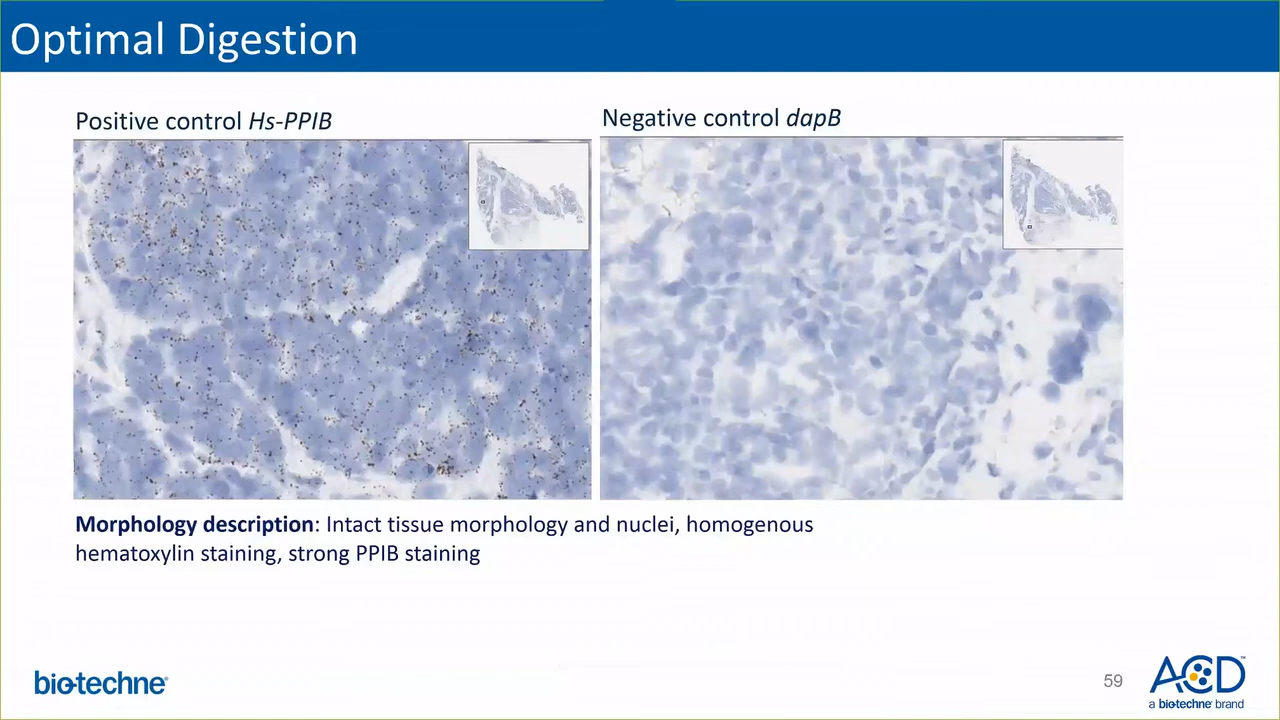 Optimal Digestion
Positive control Hs-PPIB
Negative control dapB
Morphology description: Intact tissue morphology and nuclei, homogenous
hematoxylin staining, strong PPIB staining
bio-techne®
59
ACD™
a bio-techne brand